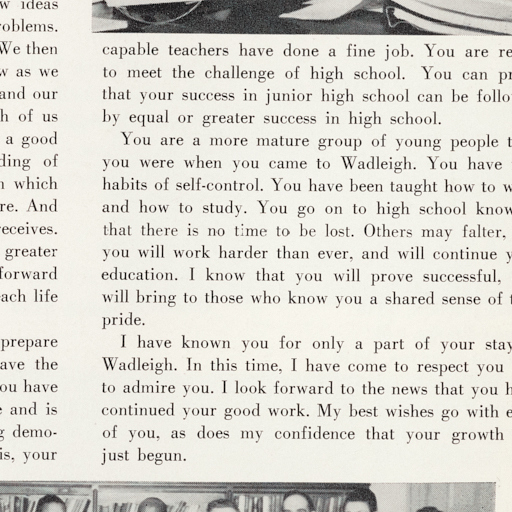 w ideas
roblems.
We then
w as we
and our
h of us
a good
ding of
n which
re. And
receives.
greater
forward
each life
prepare
ave the
ou have
e and is
g demo-
is, your
capable teachers have done a fine job. You are re
to meet the challenge of high school. You can pr
that your success in junior high school can be follo
by equal or greater success in high school.
You are a more mature group of young people t
you were when you came to Wadleigh. You have
habits of self-control. You have been taught how to w
and how to study. You go on to high school know
that there is no time to be lost. Others may falter,
you will work harder than ever, and will continue y
education. I know that you will prove successful,
will bring to those who know you a shared sense of t
pride.
I have known you for only a part of your stay
Wadleigh. In this time, I have come to respect you
to admire you. I look forward to the news that you h
continued your good work. My best wishes go with e
of you, as does my confidence that your growth
just begun.